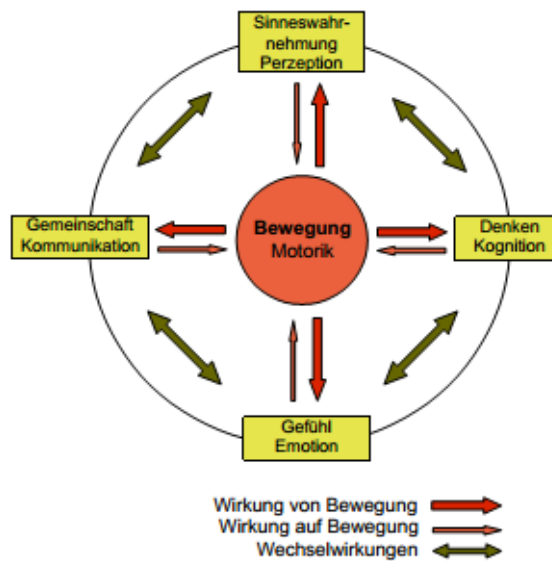 Sinneswahr-
nehmung
Perzeption
Gemeinschaft
Kommunikation
Bewegung
Motorik
Denken
Kognition
Gefühl
Emotion
Wirkung von Bewegung
Wirkung auf Bewegung
Wechselwirkungen